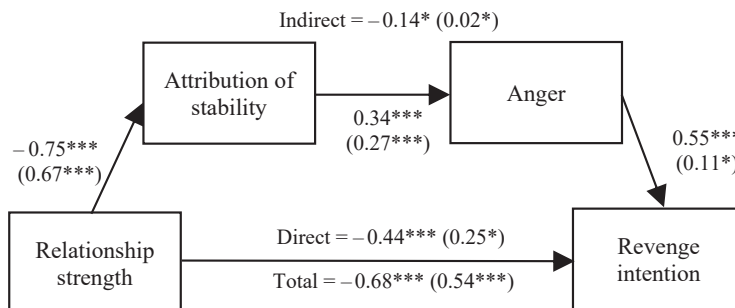 Indirect = – 0.14* (0.02*)
Attribution of
stability
Anger
0.34***
(0.27***)
– 0.75***
(0.67***)
0.55***
(0.11*)
Relationship
strength
Direct = – 0.44*** (0.25*)
Total = – 0.68*** (0.54***)
Revenge
intention